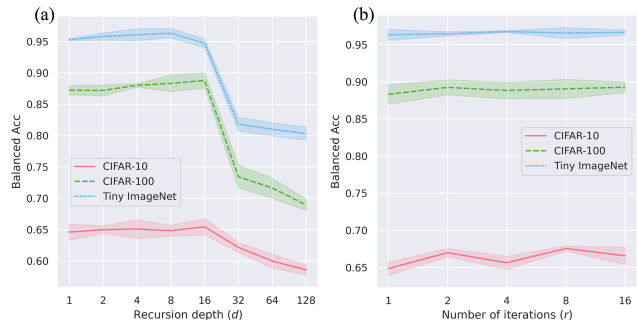 (a)
0.95
0.90
0.85
0.80
0.75
0.70
0.65
0.60
Balanced Acc
CIFAR-10
CIFAR-100
Tiny ImageNet
1 2 4 8 16 32 64 128
Recursion depth (d)
(b)
0.95
0.90
0.85
0.80
0.75
0.70
0.65
Balanced Acc
CIFAR-10
CIFAR-100
Tiny ImageNet
1 2 4 8 16
Number of iterations (r)